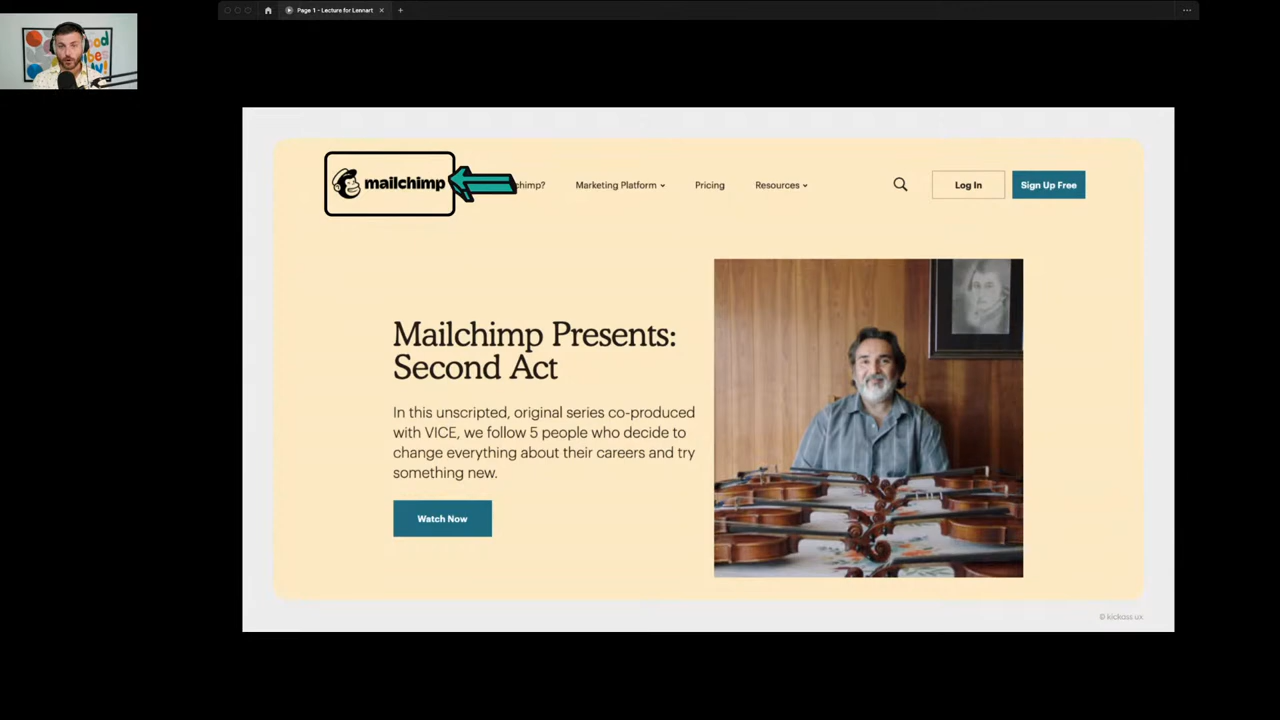 Page 1 - Lecture for Lennart
mailchimp
chimp?
Marketing Platform
Pricing
Resources
Log In
Sign Up Free
Mailchimp Presents:
Second Act
In this unscripted, original series co-produced
with VICE, we follow 5 people who decide to
change everything about their careers and try
something new.
Watch Now
© kickass ux